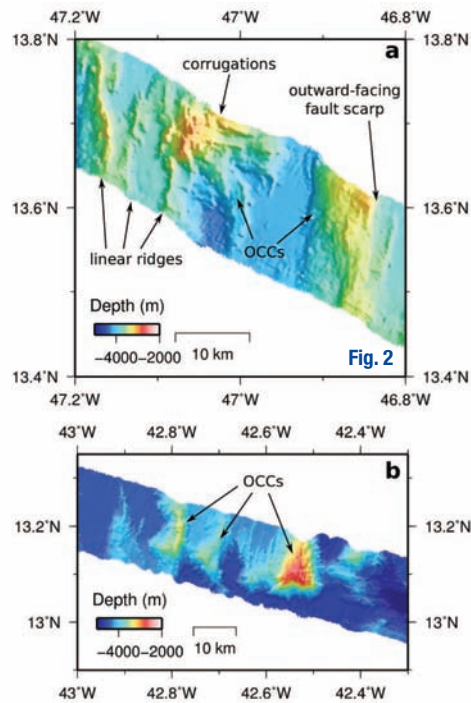 47.2°W 47°W 46.8°W
13.8°N a 13.8°N
corrugations
outward-facing
fault scarp
13.6°N 13.6°N
OCCs
linear ridges
Depth (m)
−4000−2000
10 km
Fig. 2
13.4°N 13.4°N
47.2°W 47°W 46.8°W
43°W 42.8°W 42.6°W 42.4°W
b
OCCs
13.2°N 13.2°N
13°N 13°N
Depth (m)
−4000−2000
10 km
43°W 42.8°W 42.6°W 42.4°W